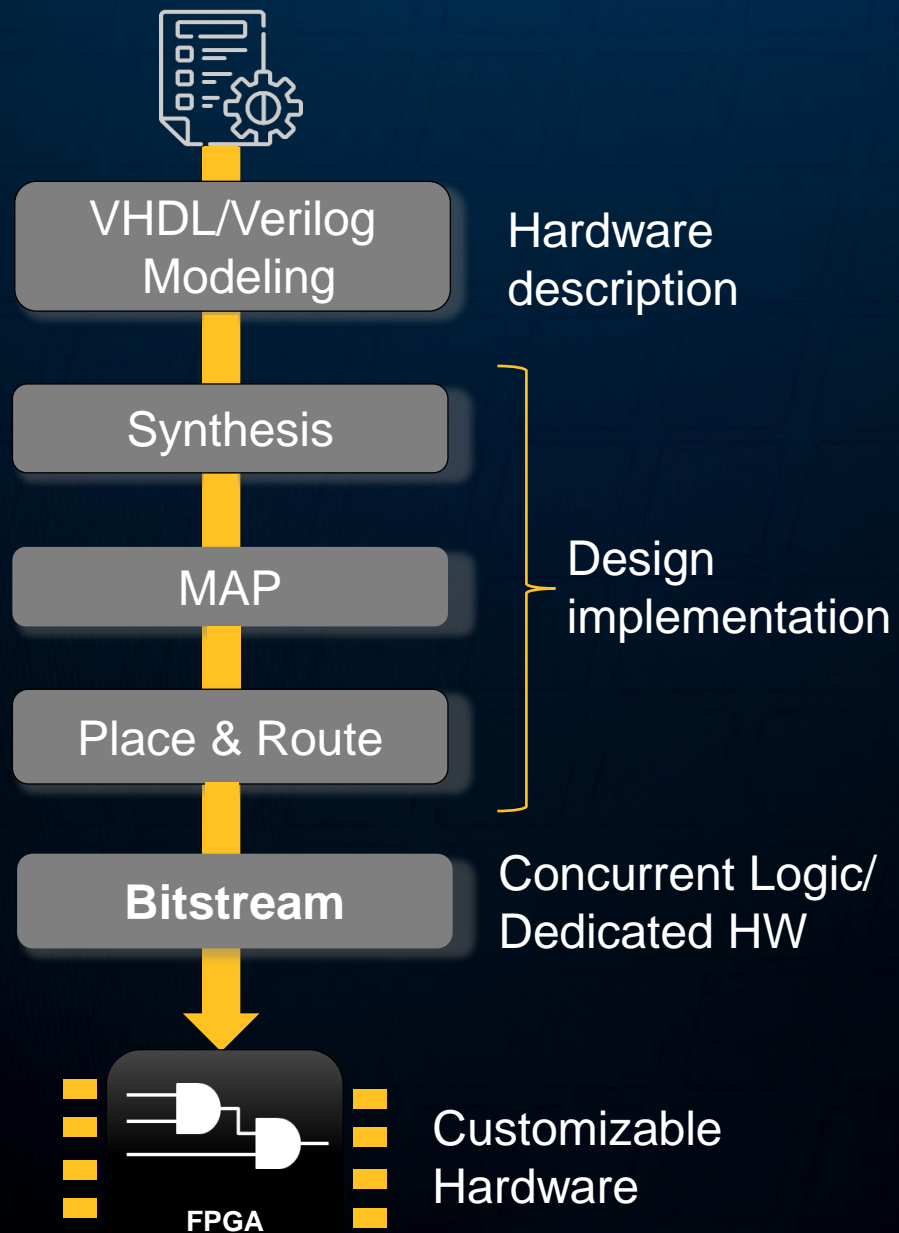 VHDL/Verilog
Modeling
Hardware
description
Synthesis
MAP
Design
implementation
Place & Route
Bitstream
Concurrent Logic/
Dedicated HW
Customizable
Hardware
FPGA